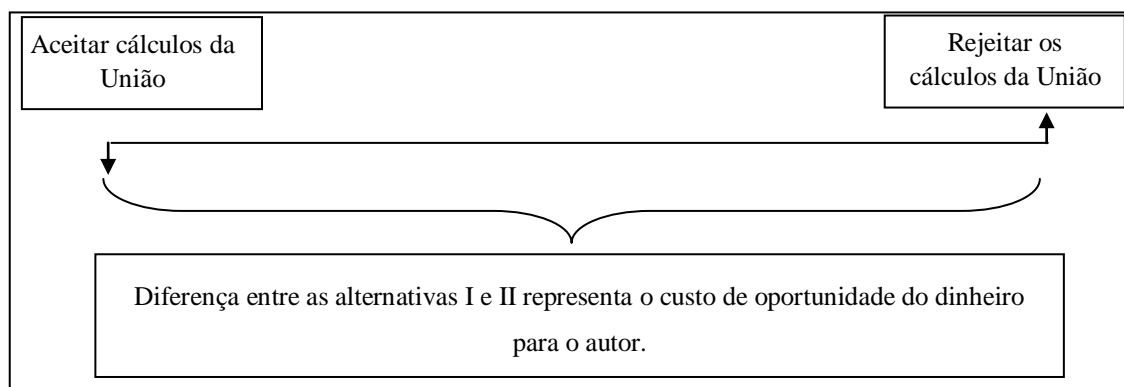 Aceitar cálculos da
União
Rejeitar os
cálculos da União
Diferença entre as alternativas I e II representa o custo de oportunidade do dinheiro
para o autor.